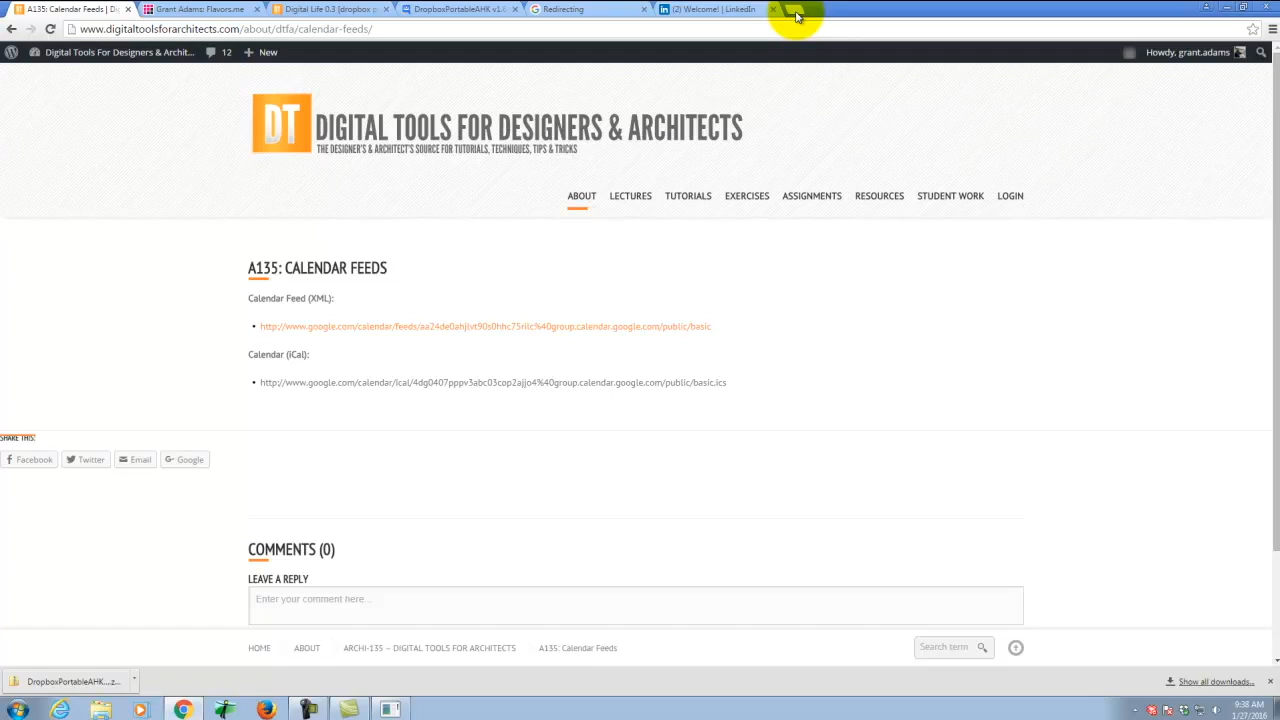 A135: Calendar Feeds | Di
Grant Adams: Flavors.me
Digital Life 0.3 [dropbox p
DropboxPortableAHK v1.6
Redirecting
(2) Welcome! | LinkedIn
www.digitaltoolsforarchitects.com/about/dtfa/calendar-feeds/
Digital Tools For Designers & Archit...
12
New
Howdy, grant.adams
DT
DIGITAL TOOLS FOR DESIGNERS & ARCHITECTS
THE DESIGNER'S & ARCHITECT'S SOURCE FOR TUTORIALS, TECHNIQUES, TIPS & TRICKS
ABOUT LECTURES TUTORIALS EXERCISES ASSIGNMENTS RESOURCES STUDENT WORK LOGIN
A135: CALENDAR FEEDS
Calendar Feed (XML):
Calendar (iCal):
SHARE THIS:
Facebook
Twitter
Email
Google
COMMENTS (0)
LEAVE A REPLY
Enter your comment here...
HOME ABOUT ARCHI-135 – DIGITAL TOOLS FOR ARCHITECTS A135: Calendar Feeds
Search term
DropboxPortableAHK....z...
Show all downloads...
9:38 AM
1/27/2016